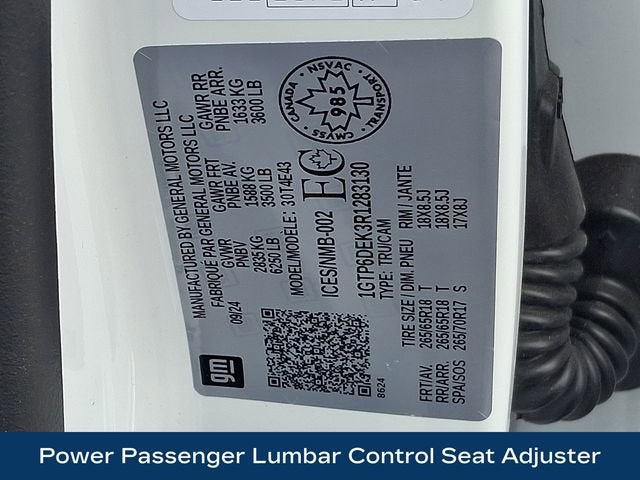 MANUFACTURED BY GENERAL MOTORS LLC
FABRIQUÉ PAR GENERAL MOTORS LLC
09/24
GVWR
PNBV
2835KG
6250 LB
GAWR FRT
PNBE AV.
1588 KG
3500 LB
GAWR RR
PNBE ARR.
1633 KG
3600 LB
MODEL/MODELE: 30T4E43
ICES/NMB-002
EC
CANADA
NSVAC
TRANSPORT
CMVSS
985
1GTP6DEK3R1283130
TYPE: TRU/CAM
TIRE SIZE / DIM. PNEU RIM / JANTE
FRT/AV. 265/65R18 T 18X8.5J
RR/ARR. 265/65R18 T 18X8.5J
SPA/SOS 265/70R17 S 17X8J
gm
8624
Power Passenger Lumbar Control Seat Adjuster